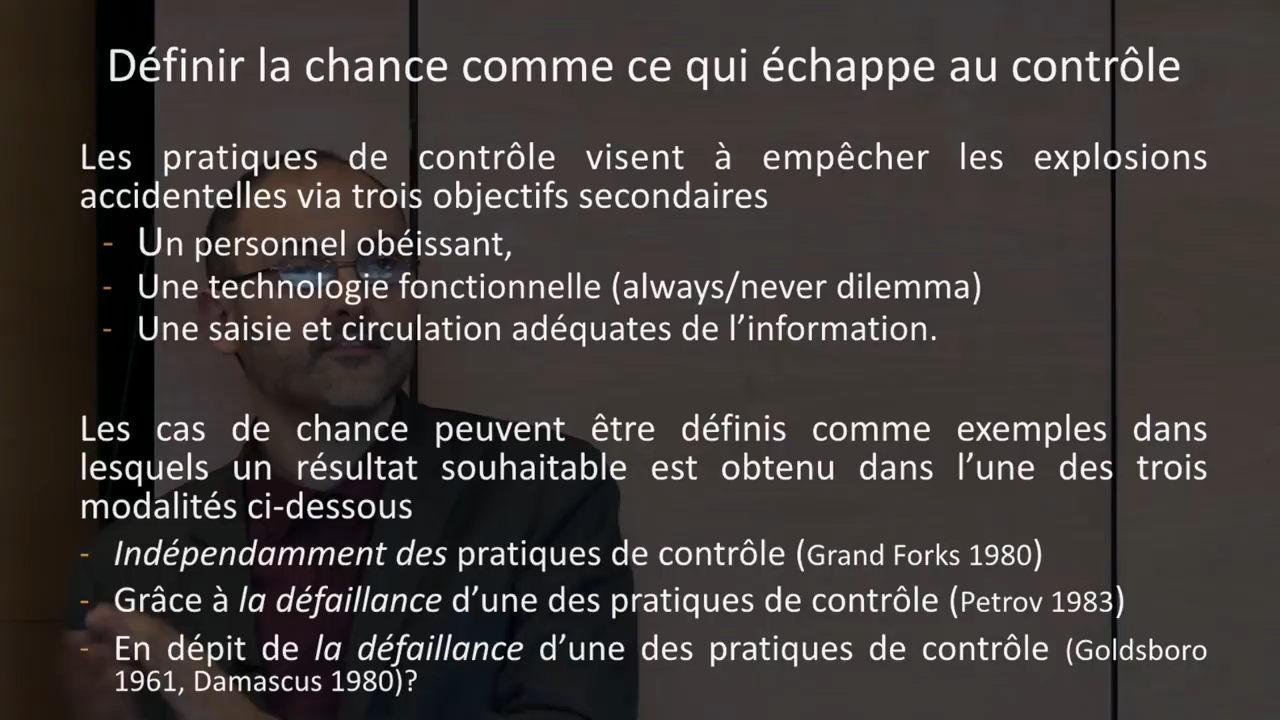 Définir la chance comme ce qui échappe au contrôle
Les pratiques de contrôle visent à empêcher les explosions
accidentelles via trois objectifs secondaires
- Un personnel obéissant,
- Une technologie fonctionnelle (always/never dilemma)
- Une saisie et circulation adéquates de l’information.
Les cas de chance peuvent être définis comme exemples dans
lesquels un résultat souhaitable est obtenu dans l’une des trois
modalités ci-dessous
- Indépendamment des pratiques de contrôle (Grand Forks 1980)
- Grâce à la défaillance d’une des pratiques de contrôle (Petrov 1983)
- En dépit de la défaillance d’une des pratiques de contrôle (Goldsboro
1961, Damascus 1980)?